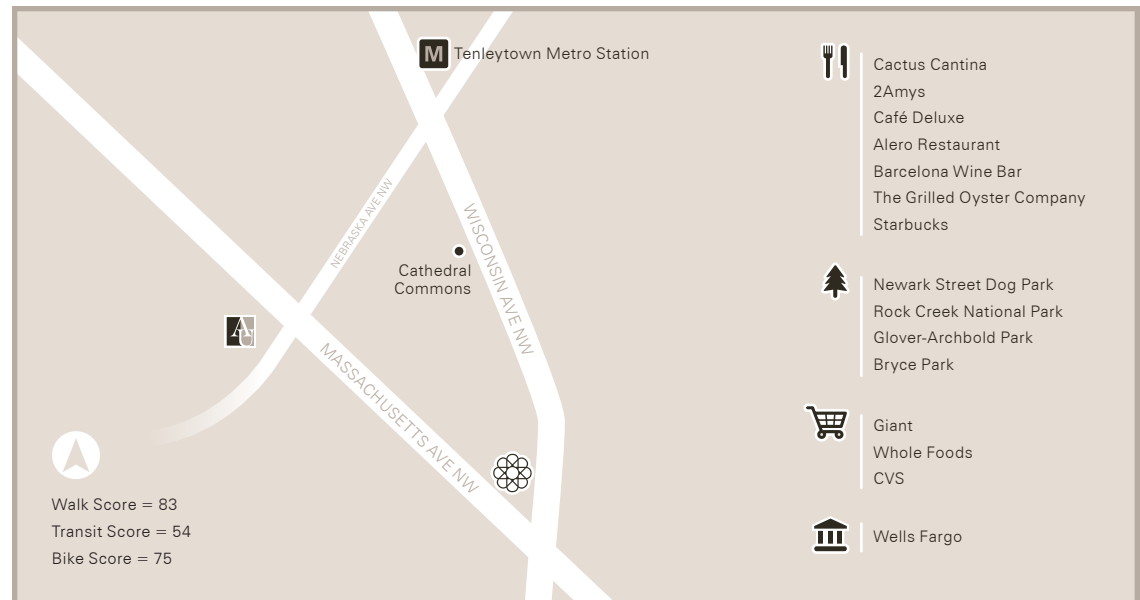 M Tenleytown Metro Station
NEBRASKA AVE NW
WISCONSIN AVE NW
Cathedral
Commons
AU
MASSACHUSETTS AVE NW
Walk Score = 83
Transit Score = 54
Bike Score = 75
Cactus Cantina
2Amys
Café Deluxe
Alero Restaurant
Barcelona Wine Bar
The Grilled Oyster Company
Starbucks
Newark Street Dog Park
Rock Creek National Park
Glover-Archbold Park
Bryce Park
Giant
Whole Foods
CVS
Wells Fargo